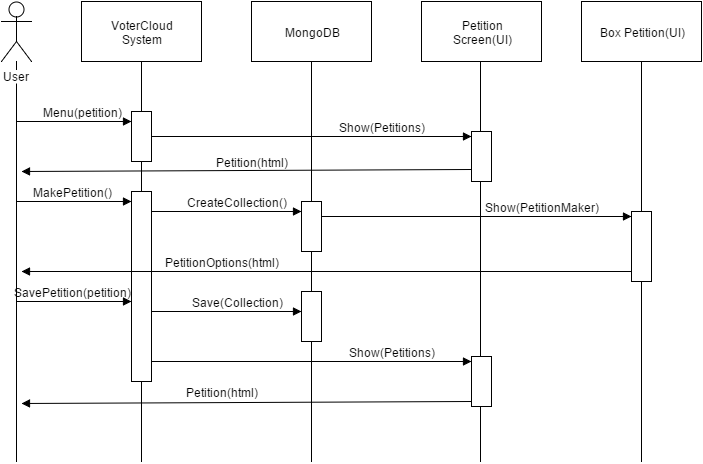 VoterCloud
System
MongoDB
Petition
Screen(UI)
Box Petition(UI)
User
Menu(petition)
Show(Petitions)
Petition(html)
MakePetition()
CreateCollection()
Show(PetitionMaker)
PetitionOptions(html)
SavePetition(petition)
Save(Collection)
Show(Petitions)
Petition(html)